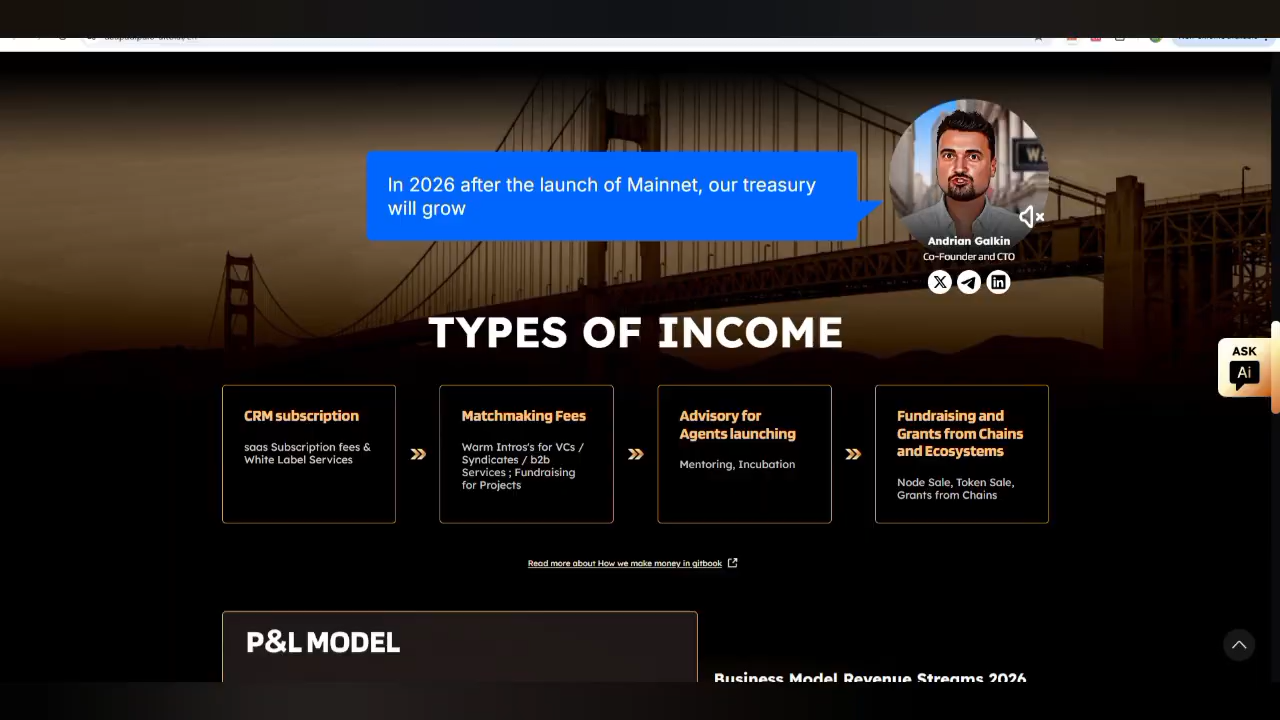 In 2026 after the launch of Mainnet, our treasury
will grow
Andrian Galkin
Co-Founder and CTO
TYPES OF INCOME
ASK
Ai
CRM subscription
saas Subscription fees &
White Label Services
Matchmaking Fees
Warm Intros's for VCs /
Syndicates / b2b
Services ; Fundraising
for Projects
Advisory for
Agents launching
Mentoring, Incubation
Fundraising and
Grants from Chains
and Ecosystems
Node Sale, Token Sale,
Grants from Chains
Read more about How we make money in gitbook
P&L MODEL
Business Model Revenue Streams 2026